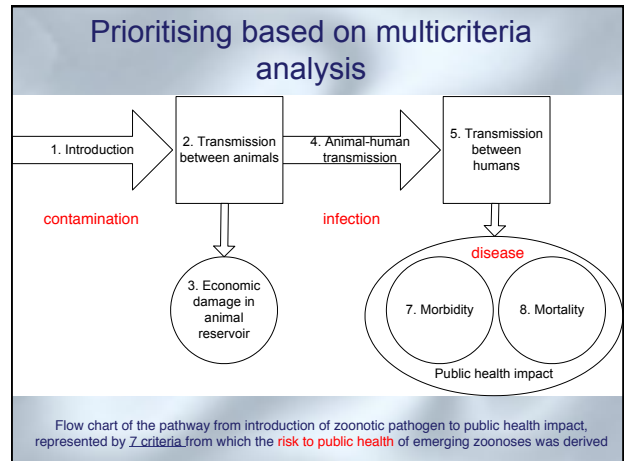 Prioritising based on multicriteria
analysis
1. Introduction
2. Transmission
between animals
4. Animal-human
transmission
5. Transmission
between
humans
contamination
infection
disease
3. Economic
damage in
animal
reservoir
7. Morbidity
8. Mortality
Public health impact
Flow chart of the pathway from introduction of zoonotic pathogen to public health impact,
represented by 7 criteria from which the risk to public health of emerging zoonoses was derived